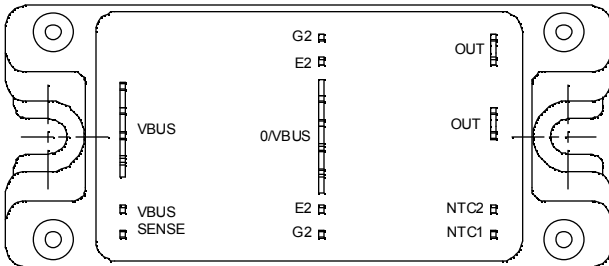 G2
E2
OUT
VBUS
0/VBUS
OUT
VBUS
SENSE
E2
G2
NTC2
NTC1